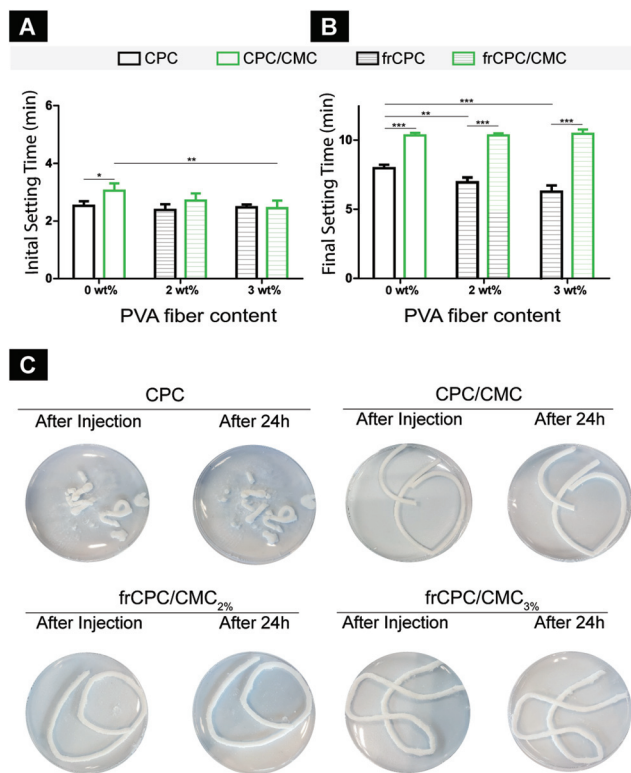 A
B
CPC
CPC/CMC
frCPC
frCPC/CMC
Inital Setting Time (min)
6
4
2
0
*
**
0 wt%
2 wt%
3 wt%
PVA fiber content
Final Setting Time (min)
10
5
0
***
**
***
***
***
0 wt%
2 wt%
3 wt%
PVA fiber content
C
CPC
After Injection
After 24h
CPC/CMC
After Injection
After 24h
frCPC/CMC2%
After Injection
After 24h
frCPC/CMC3%
After Injection
After 24h